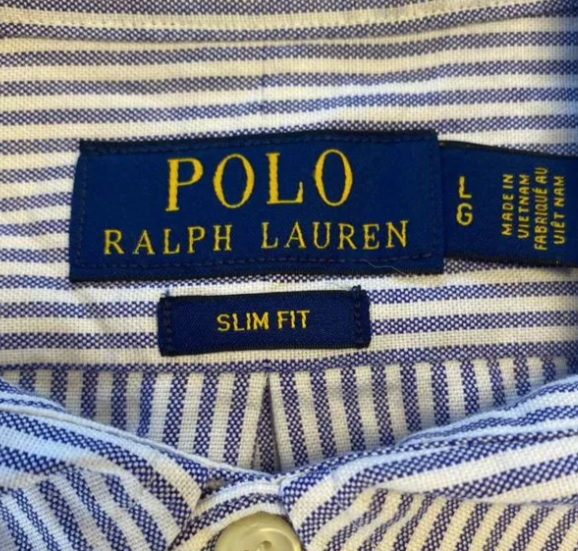 POLO
RALPH LAUREN
L
G
MADE IN
VIETNAM
FABRIQUÉ AU
VIÊT NAM
SLIM FIT